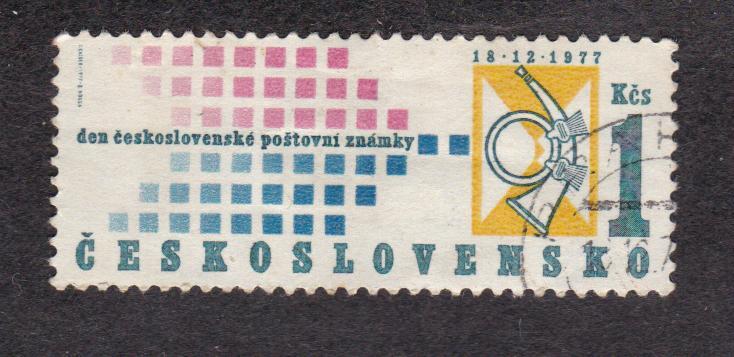 18·12·1977
Kčs
1
den československé poštovní známky
ČESKOSLOVENSKO